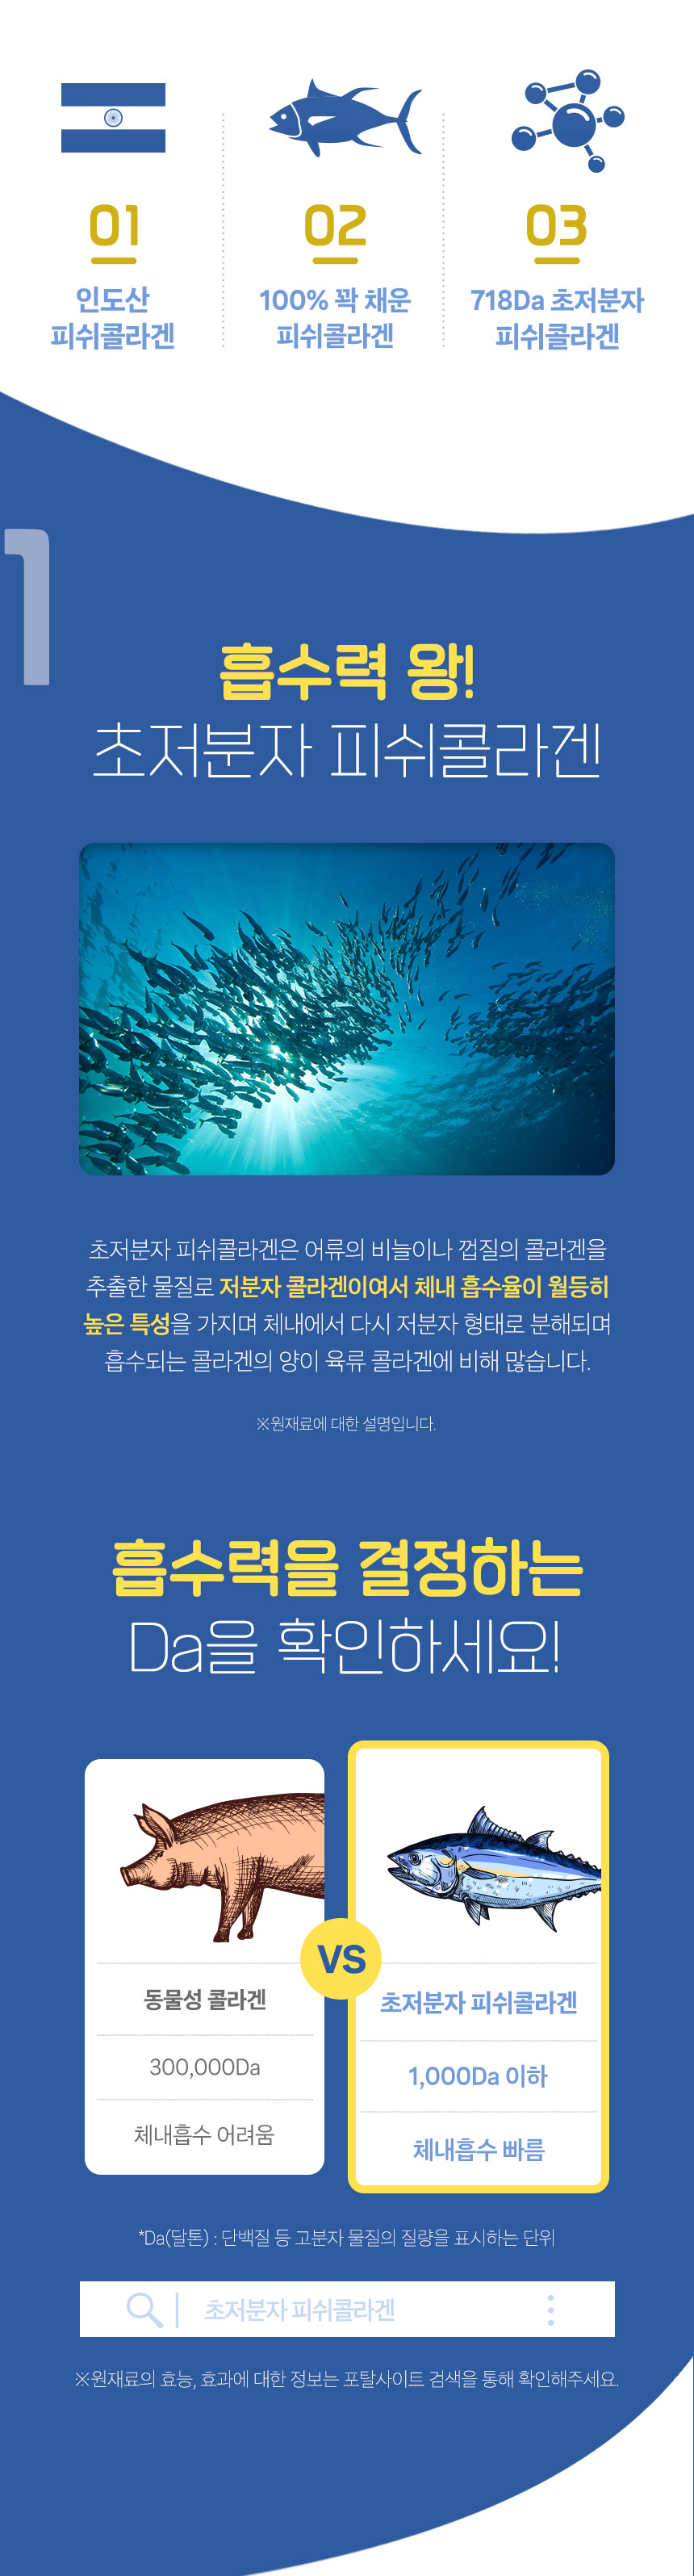 01
인도산
피쉬콜라겐
02
100% 꽉 채운
피쉬콜라겐
03
718Da 초저분자
피쉬콜라겐
1
흡수력 왕!
초저분자 피쉬콜라겐
초저분자 피쉬콜라겐은 어류의 비늘이나 껍질의 콜라겐을
추출한 물질로 저분자 콜라겐이여서 체내 흡수율이 월등히
높은 특성을 가지며 체내에서 다시 저분자 형태로 분해되며
흡수되는 콜라겐의 양이 육류 콜라겐에 비해 많습니다.
※원재료에 대한 설명입니다.
흡수력을 결정하는
Da을 확인하세요!
동물성 콜라겐
300,000Da
체내흡수 어려움
VS
초저분자 피쉬콜라겐
1,000Da 이하
체내흡수 빠름
*Da(달톤) : 단백질 등 고분자 물질의 질량을 표시하는 단위
초저분자 피쉬콜라겐
※원재료의 효능, 효과에 대한 정보는 포탈사이트 검색을 통해 확인해주세요.